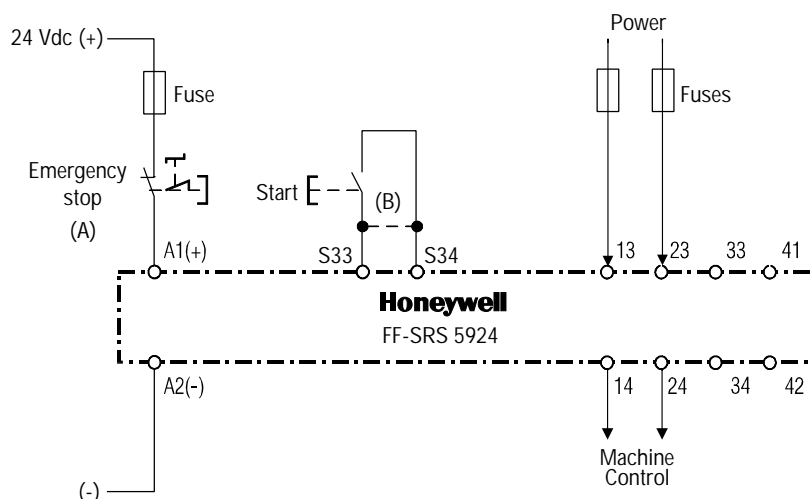 24 Vdc (+)
Power
Fuse
Fuses
Emergency
stop
(A)
Start
(B)
A1(+)
S33
S34
13
23
33
41
Honeywell
FF-SRS 5924
A2(-)
14
24
34
42
Machine
Control
(-)